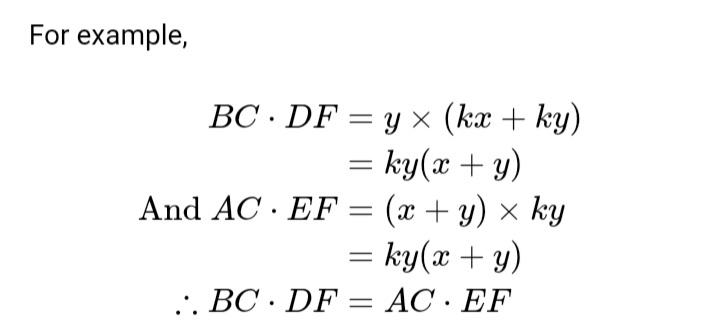 For example,
BC · DF = y × (kx + ky)
= ky(x + y)
And AC · EF = (x + y) × ky
= ky(x + y)
∴ BC · DF = AC · EF